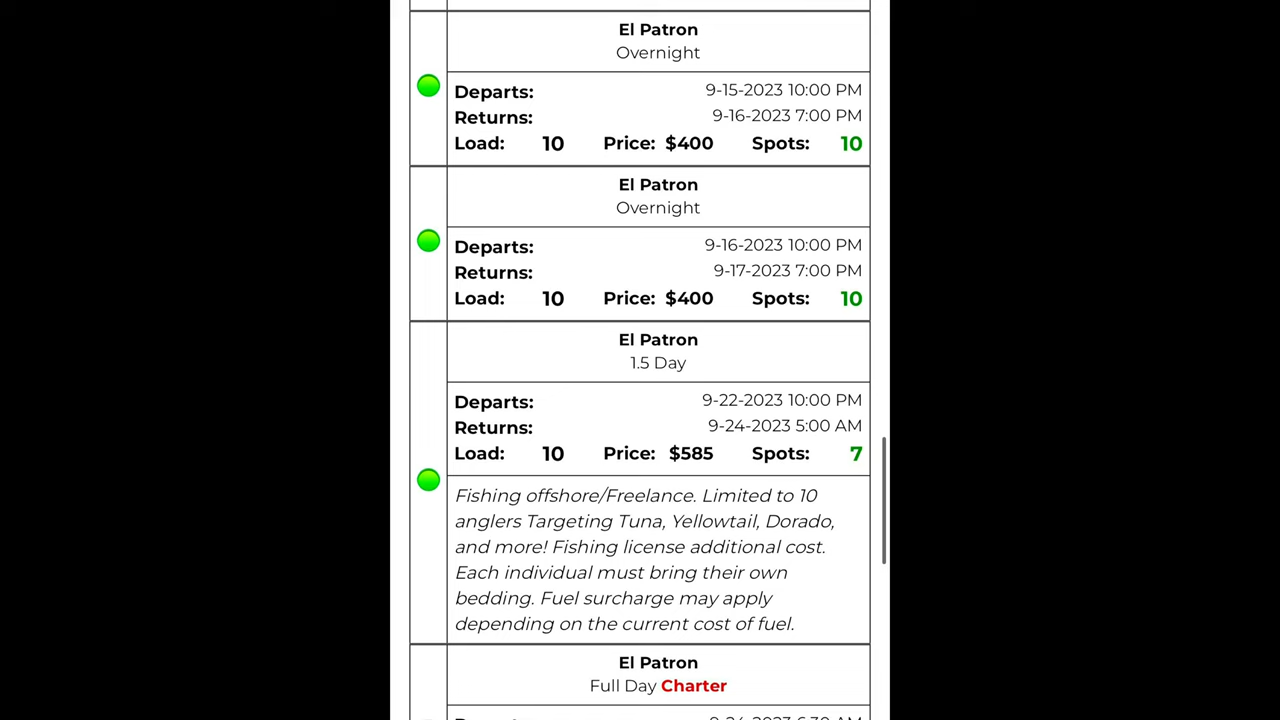 El Patron
Overnight
Departs: 9-15-2023 10:00 PM
Returns: 9-16-2023 7:00 PM
Load: 10 Price: $400 Spots: 10
El Patron
Overnight
Departs: 9-16-2023 10:00 PM
Returns: 9-17-2023 7:00 PM
Load: 10 Price: $400 Spots: 10
El Patron
1.5 Day
Departs: 9-22-2023 10:00 PM
Returns: 9-24-2023 5:00 AM
Load: 10 Price: $585 Spots: 7
Fishing offshore/Freelance. Limited to 10
anglers Targeting Tuna, Yellowtail, Dorado,
and more! Fishing license additional cost.
Each individual must bring their own
bedding. Fuel surcharge may apply
depending on the current cost of fuel.
El Patron
Full Day Charter